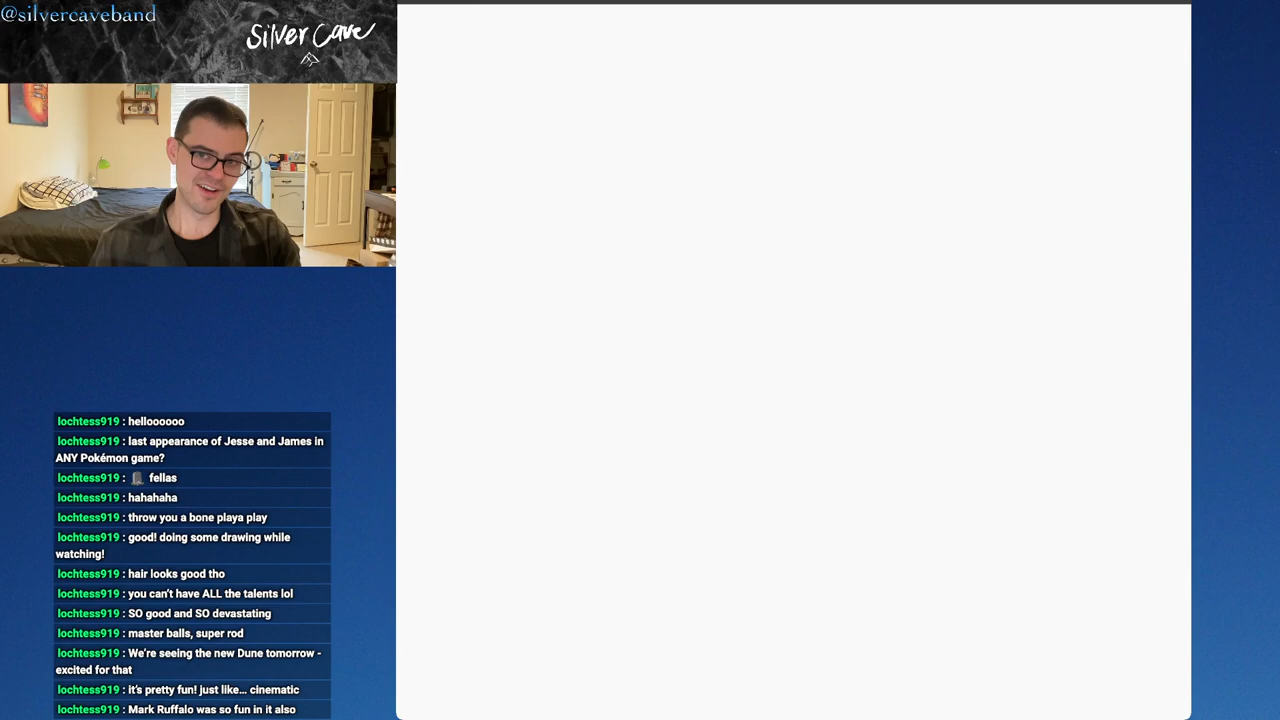 @silvercaveband
Silver Cave
lochtess919 : helloooooo
lochtess919 : last appearance of Jesse and James in
ANY Pokémon game?
lochtess919 : fellas
lochtess919 : hahahaha
lochtess919 : throw you a bone playa play
lochtess919 : good! doing some drawing while
watching!
lochtess919 : hair looks good tho
lochtess919 : you can't have ALL the talents lol
lochtess919 : SO good and SO devastating
lochtess919 : master balls, super rod
lochtess919 : We're seeing the new Dune tomorrow -
excited for that
lochtess919 : it's pretty fun! just like... cinematic
lochtess919 : Mark Ruffalo was so fun in it also